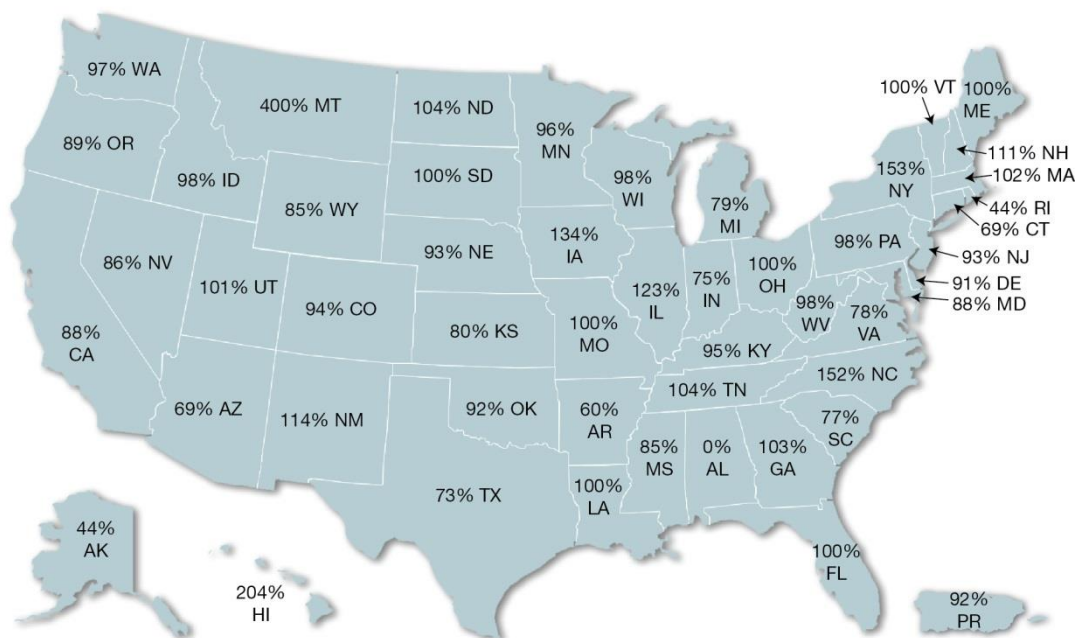 97% WA
400% MT
104% ND
96%
MN
100% VT
100%
ME
89% OR
98% ID
100% SD
98%
WI
79%
MI
153%
NY
111% NH
102% MA
44% RI
69% CT
85% WY
93% NE
134%
IA
98% PA
93% NJ
86% NV
101% UT
94% CO
123%
IL
75%
IN
100%
OH
98%
WV
78%
VA
91% DE
88% MD
88%
CA
80% KS
100%
MO
95% KY
69% AZ
114% NM
92% OK
60%
AR
104% TN
152% NC
77%
SC
73% TX
100%
LA
85%
MS
0%
AL
103%
GA
44%
AK
204%
HI
100%
FL
92%
PR